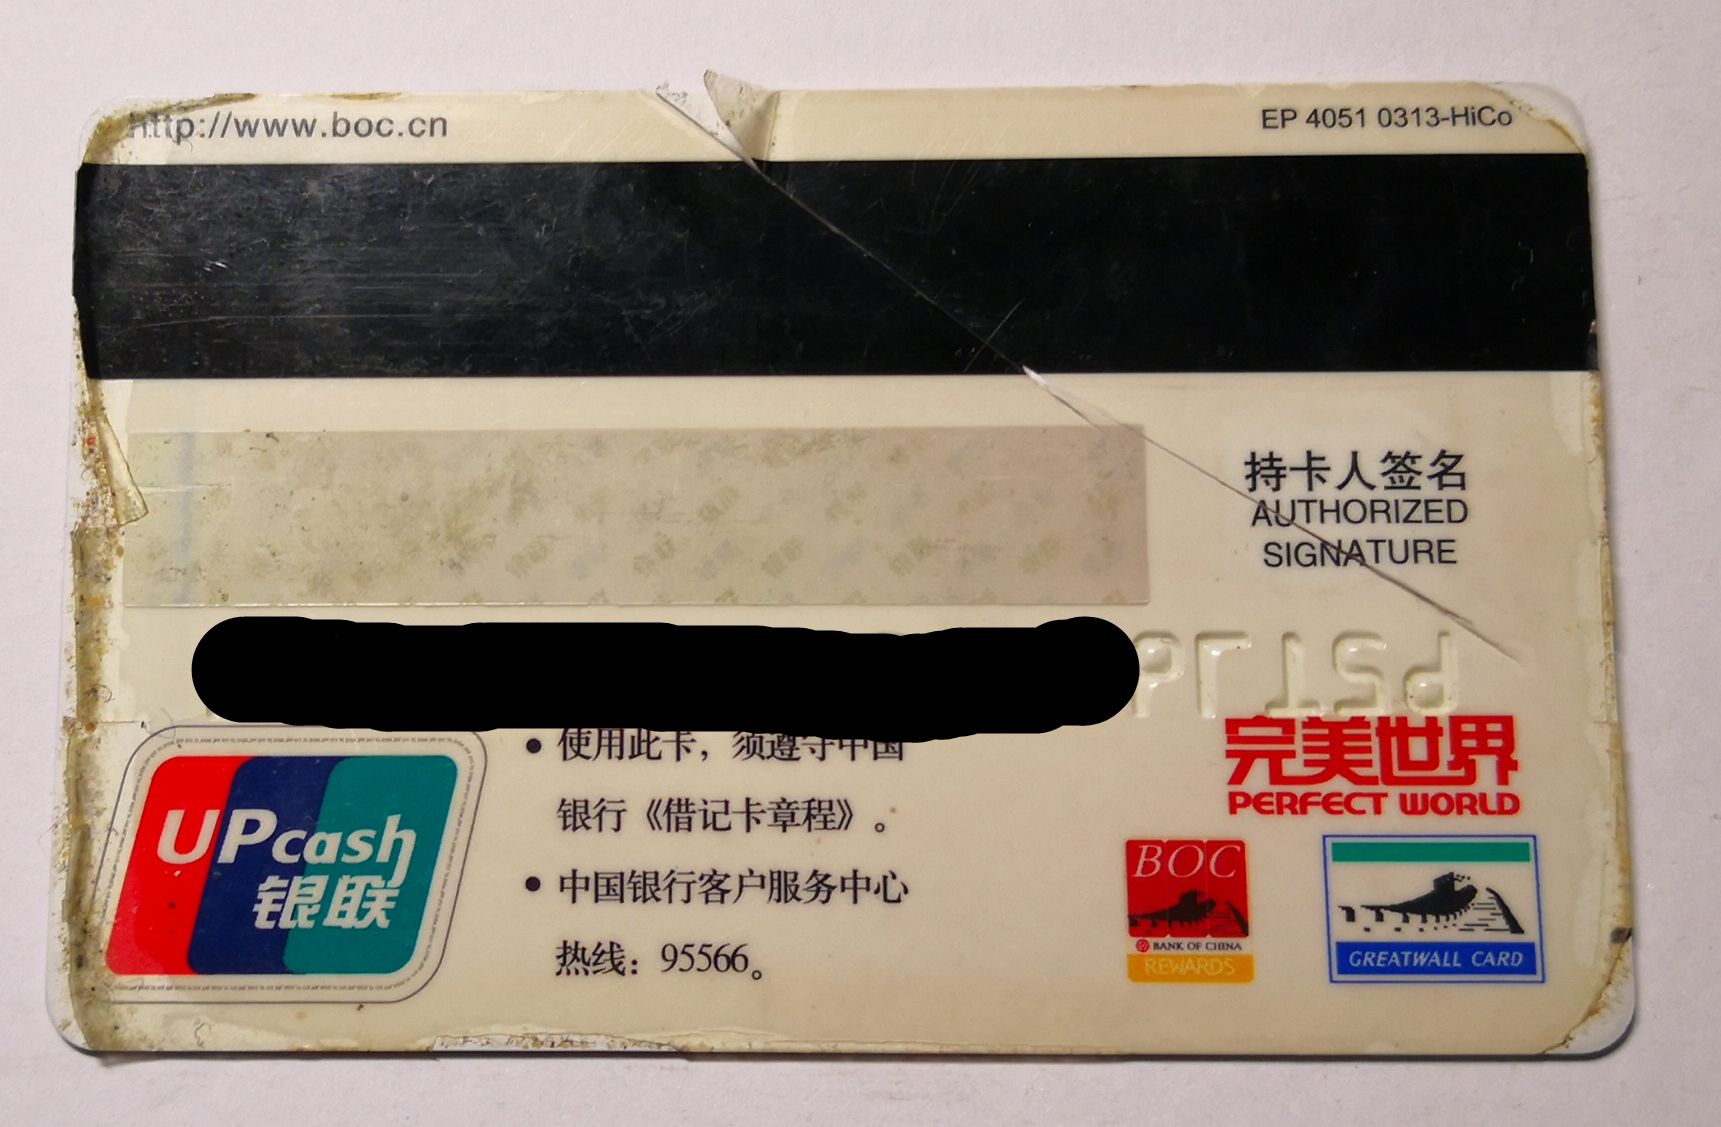 http://www.boc.cn
EP 4051 0313-HiCo
持卡人签名
AUTHORIZED
SIGNATURE
UPcash
银联
• 使用此卡，须遵守中国
银行《借记卡章程》。
• 中国银行客户服务中心
热线：95566。
完美世界
PERFECT WORLD
BOC
BANK OF CHINA
REWARDS
GREATWALL CARD